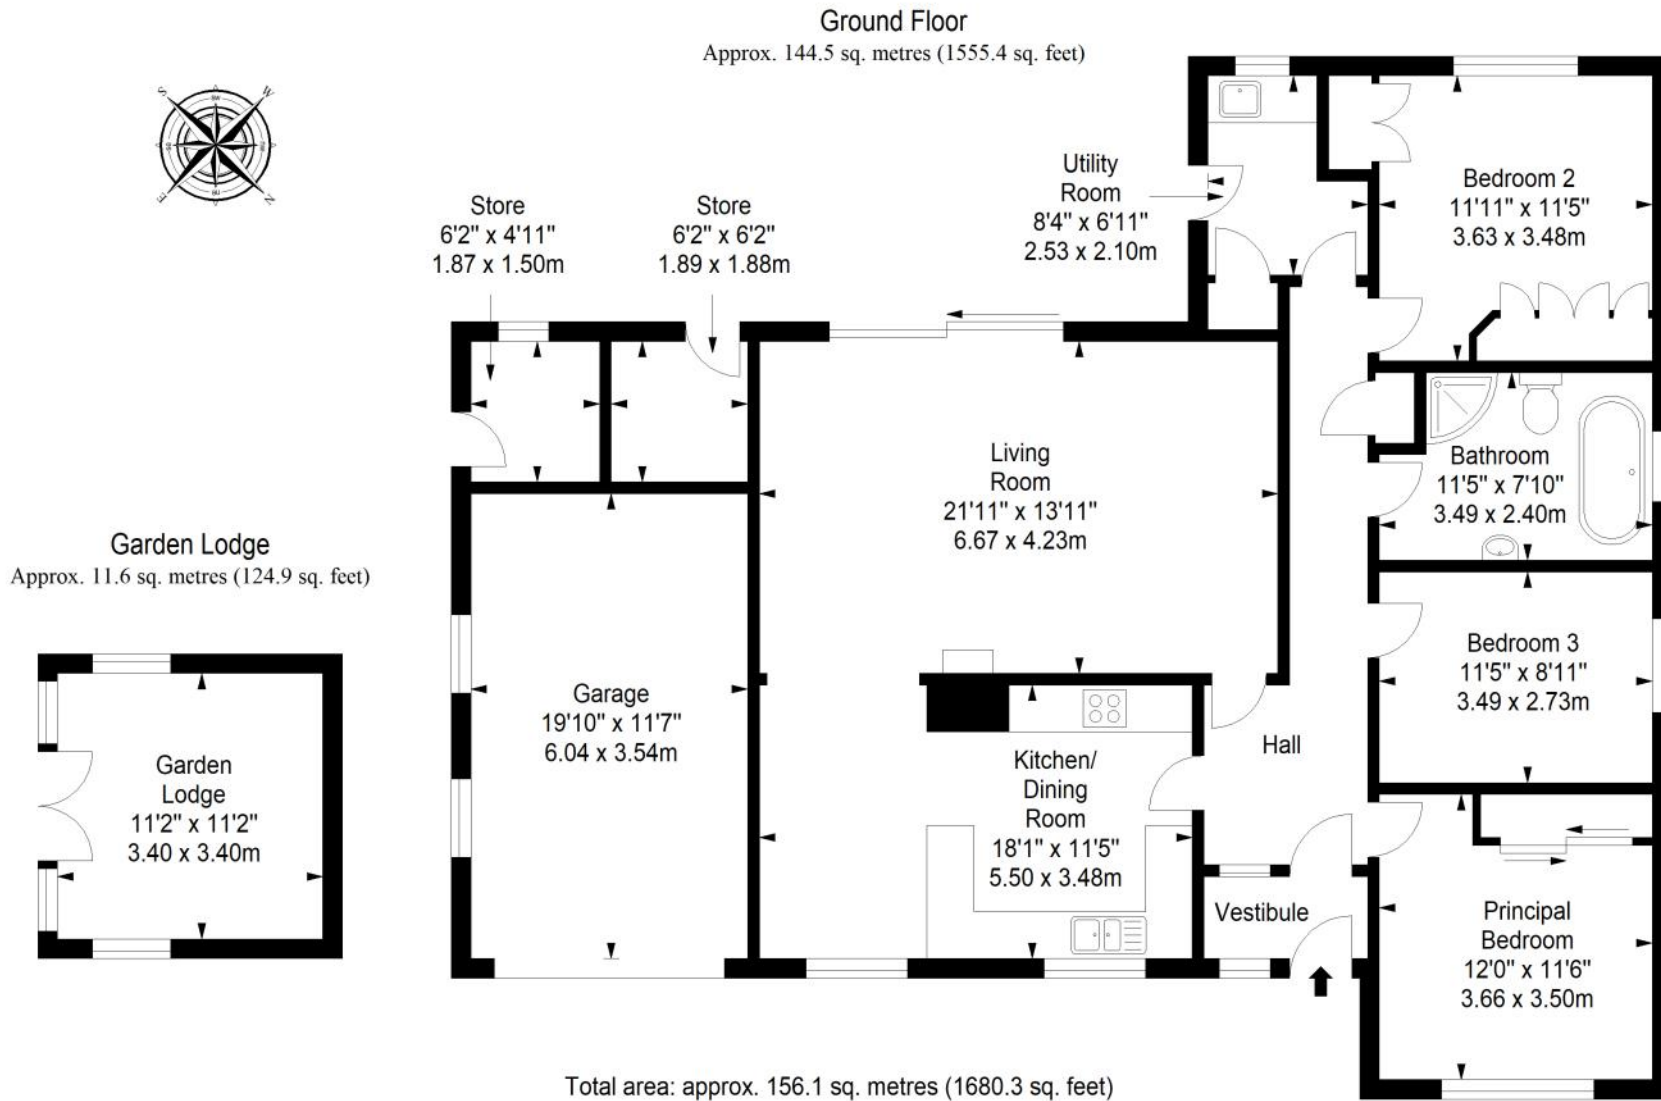 Ground Floor
Approx. 144.5 sq. metres (1555.4 sq. feet)
S
W
E
N
Store
6'2" x 4'11"
1.87 x 1.50m
Store
6'2" x 6'2"
1.89 x 1.88m
Utility
Room
8'4" x 6'11"
2.53 x 2.10m
Bedroom 2
11'11" x 11'5"
3.63 x 3.48m
Living
Room
21'11" x 13'11"
6.67 x 4.23m
Bathroom
11'5" x 7'10"
3.49 x 2.40m
Garden Lodge
Approx. 11.6 sq. metres (124.9 sq. feet)
Garden
Lodge
11'2" x 11'2"
3.40 x 3.40m
Garage
19'10" x 11'7"
6.04 x 3.54m
Kitchen/
Dining
Room
18'1" x 11'5"
5.50 x 3.48m
Hall
Bedroom 3
11'5" x 8'11"
3.49 x 2.73m
Vestibule
Principal
Bedroom
12'0" x 11'6"
3.66 x 3.50m
Total area: approx. 156.1 sq. metres (1680.3 sq. feet)